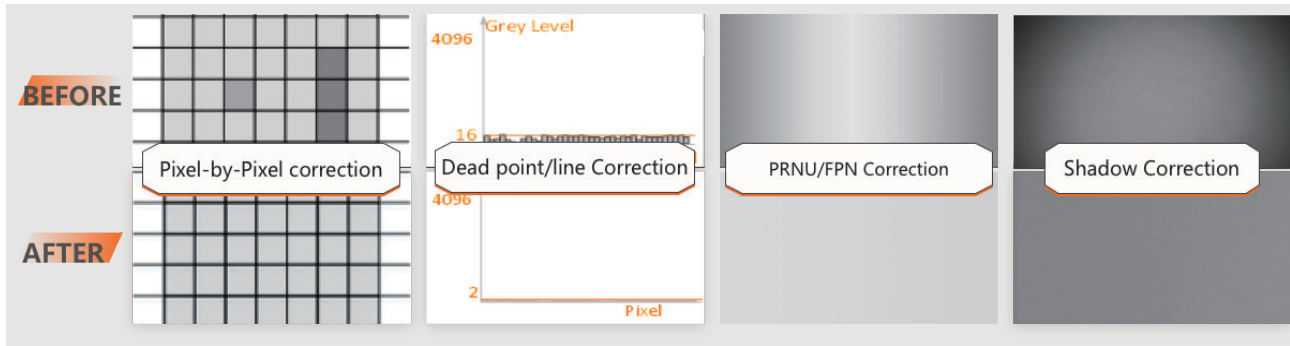 BEFORE
Grey Level
4096
16
Pixel-by-Pixel correction
Dead point/line Correction
PRNU/FPN Correction
Shadow Correction
4096
AFTER
2
Pixel